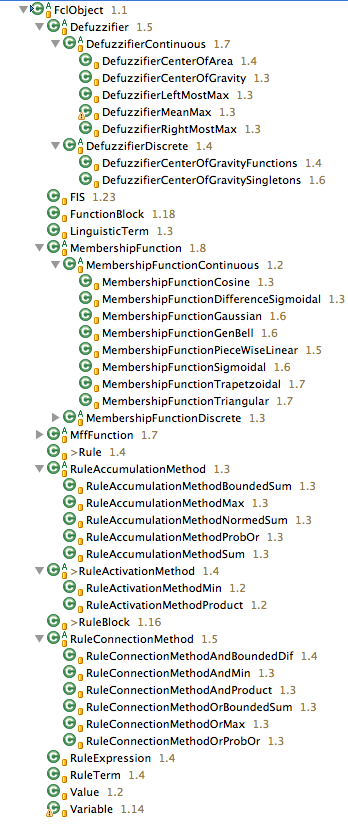 FclObject 1.1
Defuzzifier 1.5
DefuzzifierContinuous 1.7
DefuzzifierCenterOfArea 1.4
DefuzzifierCenterOfGravity 1.3
DefuzzifierLeftMostMax 1.3
DefuzzifierMeanMax 1.3
DefuzzifierRightMostMax 1.3
DefuzzifierDiscrete 1.4
DefuzzifierCenterOfGravityFunctions 1.4
DefuzzifierCenterOfGravitySingletons 1.6
FIS 1.23
FunctionBlock 1.18
LinguisticTerm 1.3
MembershipFunction 1.8
MembershipFunctionContinuous 1.2
MembershipFunctionCosine 1.3
MembershipFunctionDifferenceSigmoidal 1.3
MembershipFunctionGaussian 1.6
MembershipFunctionGenBell 1.6
MembershipFunctionPieceWiseLinear 1.5
MembershipFunctionSigmoidal 1.6
MembershipFunctionTrapetzoidal 1.7
MembershipFunctionTriangular 1.7
MembershipFunctionDiscrete 1.3
MffFunction 1.7
>Rule 1.4
RuleAccumulationMethod 1.3
RuleAccumulationMethodBoundedSum 1.3
RuleAccumulationMethodMax 1.3
RuleAccumulationMethodNormedSum 1.3
RuleAccumulationMethodProbOr 1.3
RuleAccumulationMethodSum 1.3
>RuleActivationMethod 1.4
RuleActivationMethodMin 1.2
RuleActivationMethodProduct 1.2
>RuleBlock 1.16
RuleConnectionMethod 1.5
RuleConnectionMethodAndBoundedDif 1.4
RuleConnectionMethodAndMin 1.3
RuleConnectionMethodAndProduct 1.3
RuleConnectionMethodOrBoundedSum 1.3
RuleConnectionMethodOrMax 1.3
RuleConnectionMethodOrProbOr 1.3
RuleExpression 1.4
RuleTerm 1.4
Value 1.2
Variable 1.14